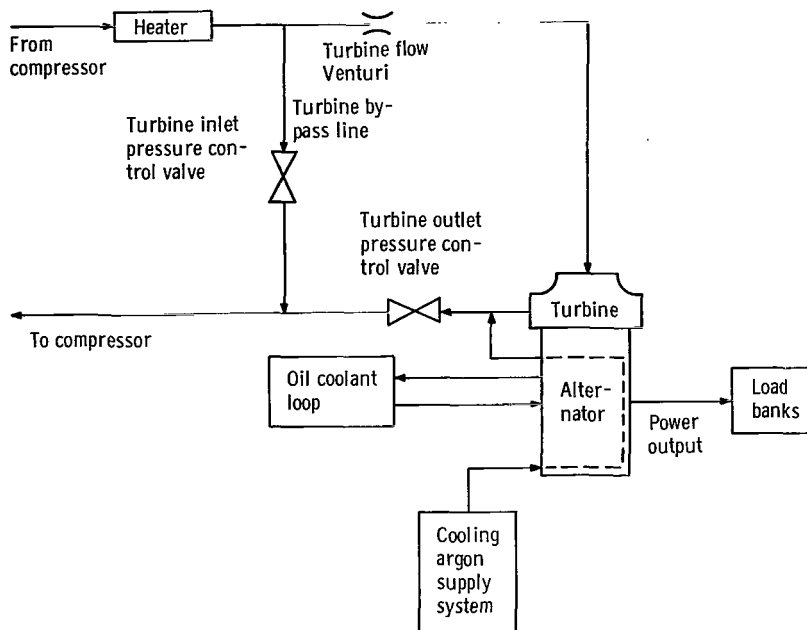 Heater
From
compressor
Turbine flow
Venturi
Turbine by-
pass line
Turbine inlet
pressure con-
trol valve
Turbine outlet
pressure con-
trol valve
Turbine
To compressor
Oil coolant
loop
Alter-
nator
Load
banks
Power
output
Cooling
argon
supply
system